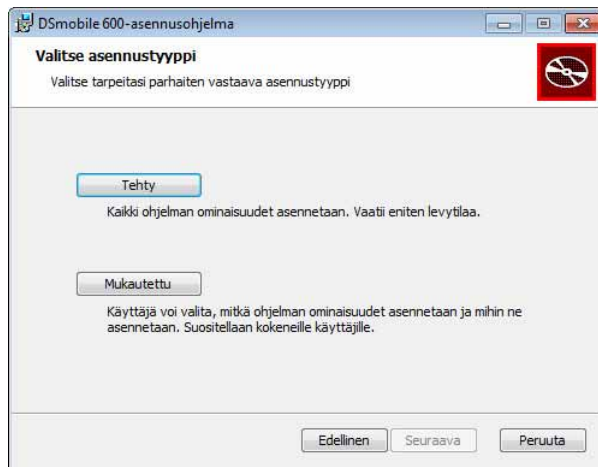 DSmobile 600-asennusohjelma
Valitse asennustyyppi
Valitse tarpeitasi parhaiten vastaava asennustyyppi
Tehty
Kaikki ohjelman ominaisuudet asennetaan. Vaatii eniten levytilaa.
Mukautettu
Käyttäjä voi valita, mitkä ohjelman ominaisuudet asennetaan ja mihin ne
asennetaan. Suositellaan kokeneille käyttäjille.
Edellinen Seuraava Peruuta